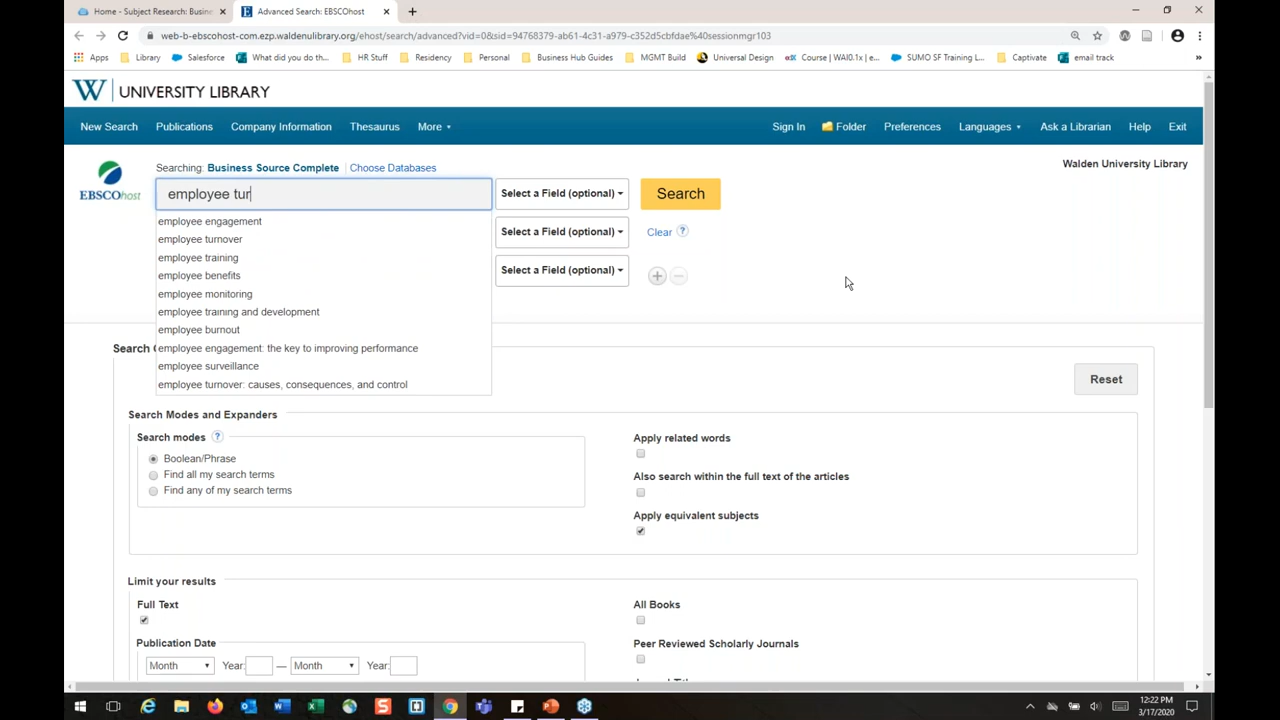 Home - Subject Research: Busine
Advanced Search: EBSCOhost
web-b-ebscohost-com.ezp.waldenulibrary.org/ehost/search/advanced?vid=0&sid=94768379-ab61-4c31-a979-c352d5cbfdae%40sessionmgr103
Apps Library Salesforce What did you do th... HR Stuff Residency Personal Business Hub Guides MGMT Build Universal Design Course | WAI0.1x | e... SUMO SF Training L... Captivate email track »
W UNIVERSITY LIBRARY
New Search Publications Company Information Thesaurus More Sign In Folder Preferences Languages Ask a Librarian Help Exit
Searching: Business Source Complete Choose Databases Walden University Library
EBSCOhost
employee tur Select a Field (optional) Search
employee engagement
Select a Field (optional) Clear ?
employee turnover
employee training
employee benefits
Select a Field (optional)
employee monitoring
employee training and development
employee burnout
Search employee engagement: the key to improving performance
employee surveillance
employee turnover: causes, consequences, and control
Reset
Search Modes and Expanders
Search modes ? Apply related words
Boolean/Phrase
Find all my search terms Also search within the full text of the articles
Find any of my search terms
Apply equivalent subjects
Limit your results
Full Text All Books
Publication Date Peer Reviewed Scholarly Journals
Month Year: — Month Year:
12:22 PM
3/17/2020